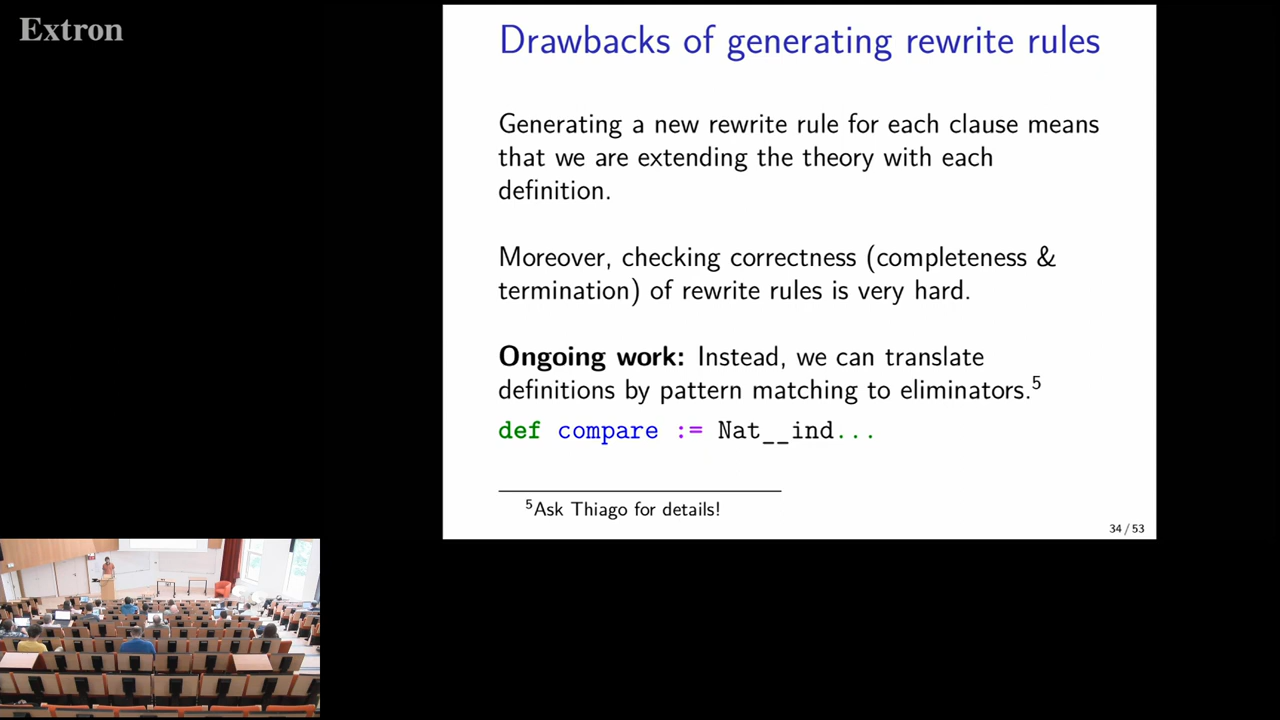 Extron
Drawbacks of generating rewrite rules
Generating a new rewrite rule for each clause means
that we are extending the theory with each
definition.
Moreover, checking correctness (completeness &
termination) of rewrite rules is very hard.
Ongoing work: Instead, we can translate
definitions by pattern matching to eliminators.⁵
def compare := Nat__ind...
⁵Ask Thiago for details!
34 / 53